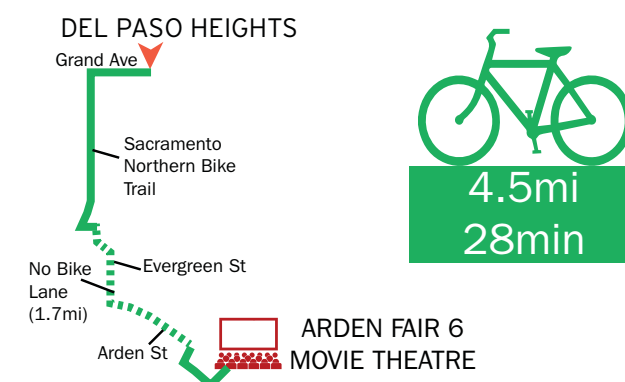 DEL PASO HEIGHTS
Grand Ave
Sacramento
Northern Bike
Trail
4.5mi
28min
Evergreen St
No Bike
Lane
(1.7mi)
Arden St
ARDEN FAIR 6
MOVIE THEATRE